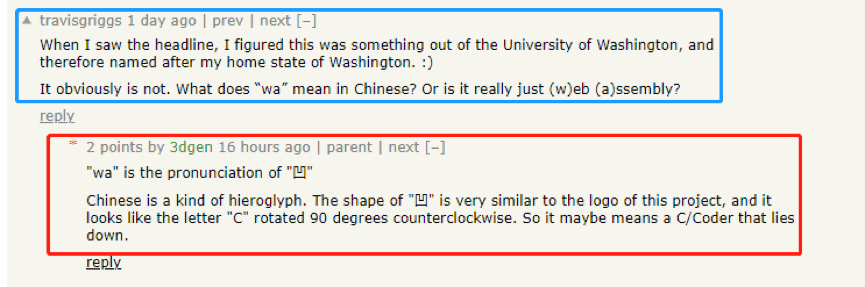 ▲ travisgriggs 1 day ago | prev | next [–]
When I saw the headline, I figured this was something out of the University of Washington, and
therefore named after my home state of Washington. :)
It obviously is not. What does “wa” mean in Chinese? Or is it really just (w)eb (a)ssembly?
reply
* 2 points by 3dgen 16 hours ago | parent | next [–]
"wa" is the pronunciation of "凹"
Chinese is a kind of hieroglyph. The shape of "凹" is very similar to the logo of this project, and it
looks like the letter "C" rotated 90 degrees counterclockwise. So it maybe means a C/Coder that lies
down.
reply